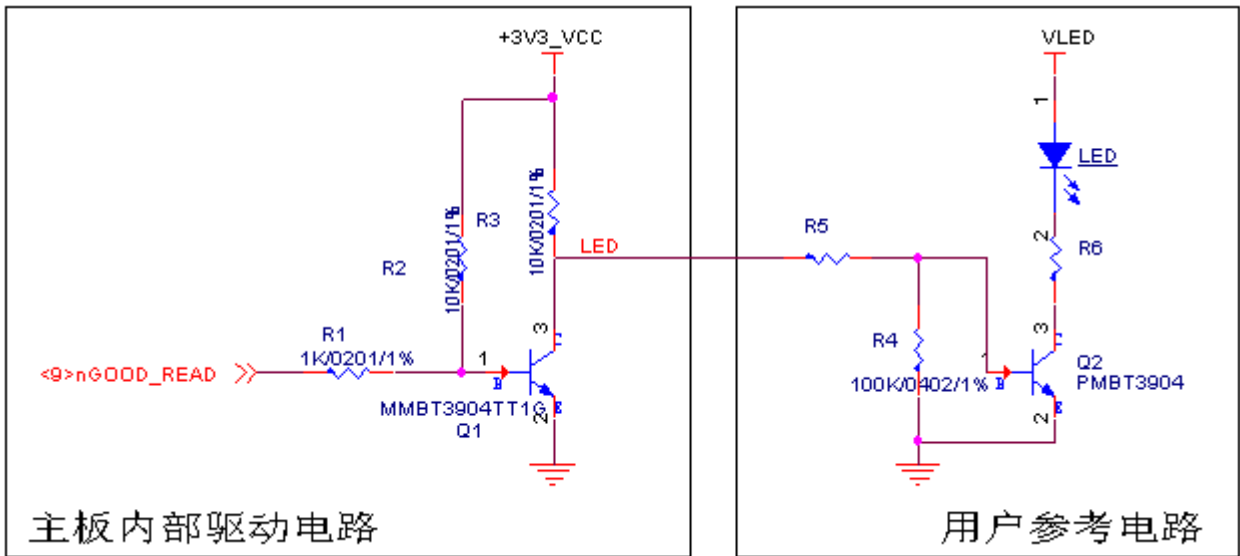 +3V3_VCC
R3
10K/0201/1%
R2
10K/0201/1%
LED
R1
1K/0201/1%
<9>nGOOD_READ
1
B
3
C
MMBT3904TT1G
Q1
2
E
主板内部驱动电路
VLED
1
LED
2
R6
R5
R4
100K/0402/1%
1
B
3
C
Q2
PMBT3904
2
E
用户参考电路